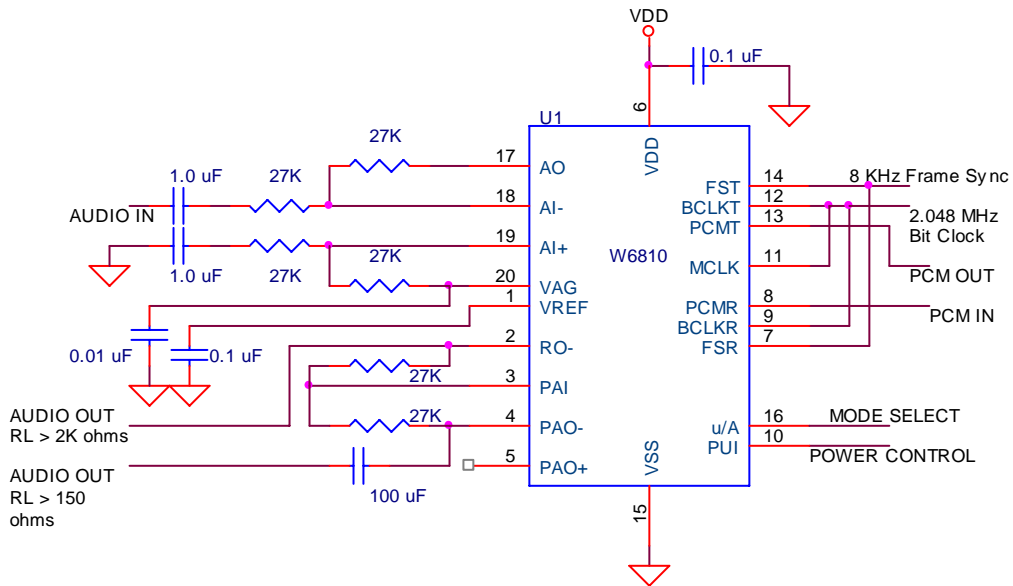 VDD
0.1 uF
6
U1
27K
17
AO
VDD
14
FST
8 KHz Frame Sync
1.0 uF
27K
18
AI-
12
BCLKT
AUDIO IN
13
PCMT
2.048 MHz
Bit Clock
19
AI+
W6810
27K
27K
1.0 uF
11
MCLK
PCM OUT
20
VAG
1
VREF
8
PCMR
PCM IN
9
BCLKR
0.01 uF
0.1 uF
2
RO-
7
FSR
27K
3
PAI
AUDIO OUT
RL > 2K ohms
27K
4
PAO-
16
u/A
MODE SELECT
10
PUI
POWER CONTROL
AUDIO OUT
RL > 150
ohms
100 uF
5
PAO+
VSS
15